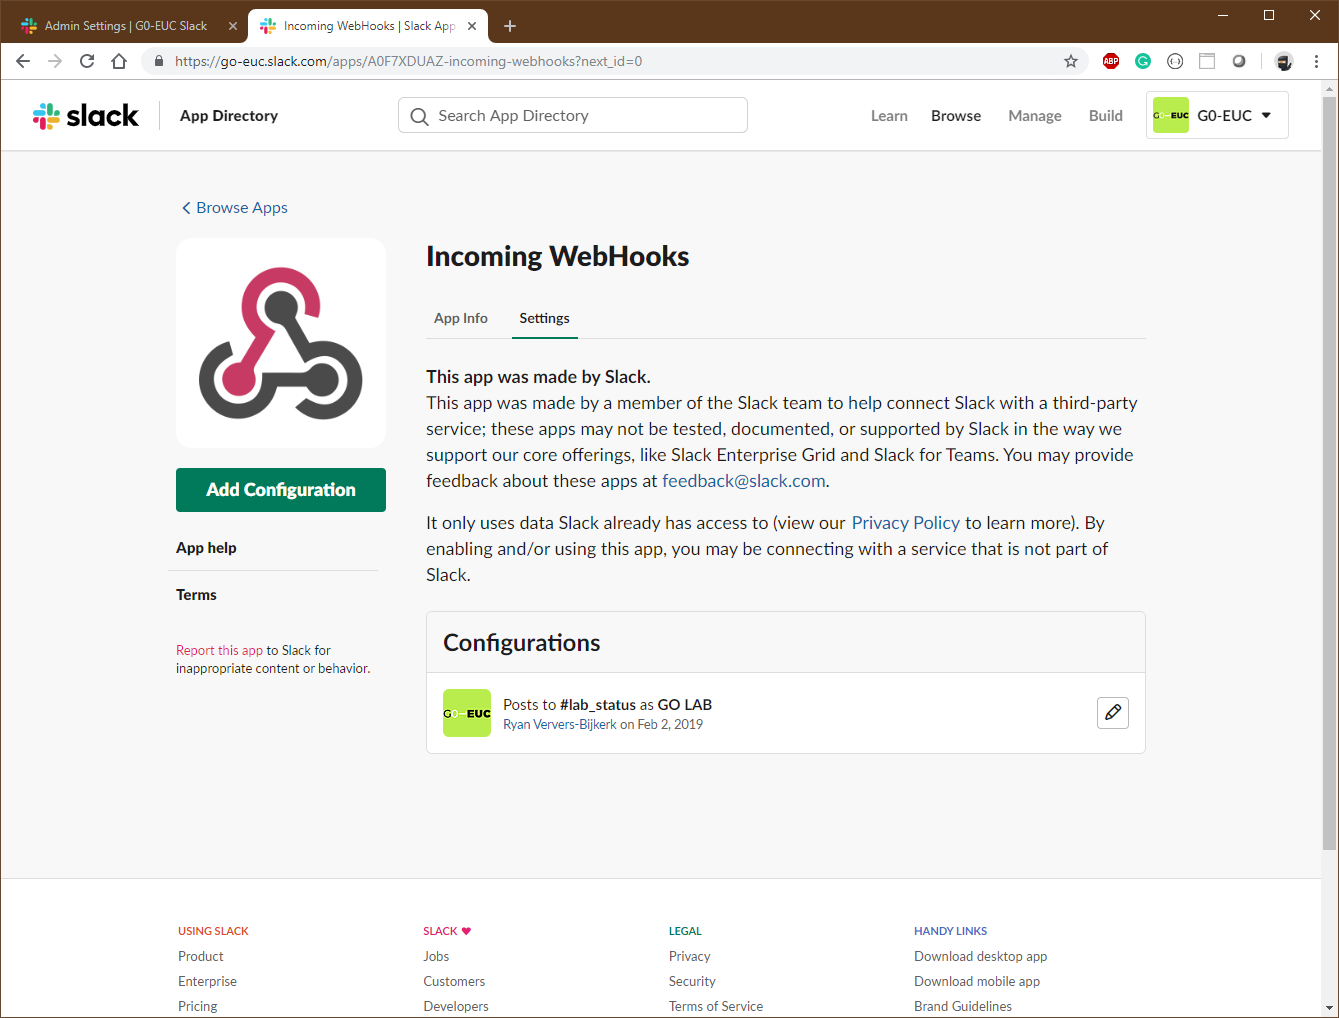 Admin Settings | G0-EUC Slack
Incoming WebHooks | Slack App
https://go-euc.slack.com/apps/A0F7XDUAZ-incoming-webhooks?next_id=0
ABP
slack
App Directory
Search App Directory
Learn
Browse
Manage
Build
GO-EUC
G0-EUC
Browse Apps
Incoming WebHooks
App Info
Settings
This app was made by Slack.
This app was made by a member of the Slack team to help connect Slack with a third-party
service; these apps may not be tested, documented, or supported by Slack in the way we
support our core offerings, like Slack Enterprise Grid and Slack for Teams. You may provide
feedback about these apps at feedback@slack.com.
Add Configuration
It only uses data Slack already has access to (view our Privacy Policy to learn more). By
enabling and/or using this app, you may be connecting with a service that is not part of
Slack.
App help
Terms
Report this app to Slack for
inappropriate content or behavior.
Configurations
GO-EUC
Posts to #lab_status as GO LAB
Ryan Ververs-Bijkerk on Feb 2, 2019
USING SLACK
Product
Enterprise
Pricing
SLACK
Jobs
Customers
Developers
LEGAL
Privacy
Security
Terms of Service
HANDY LINKS
Download desktop app
Download mobile app
Brand Guidelines